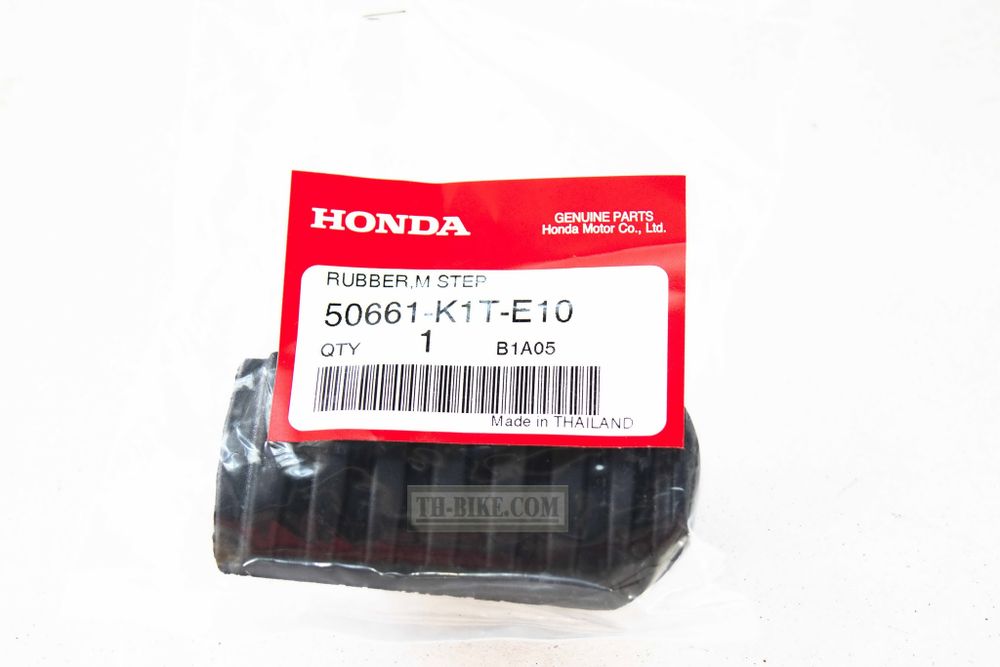 HONDA
GENUINE PARTS
Honda Motor Co., Ltd.
RUBBER,M STEP
50661-K1T-E10
QTY 1 B1A05
Made in THAILAND
TH-BIKE.COM